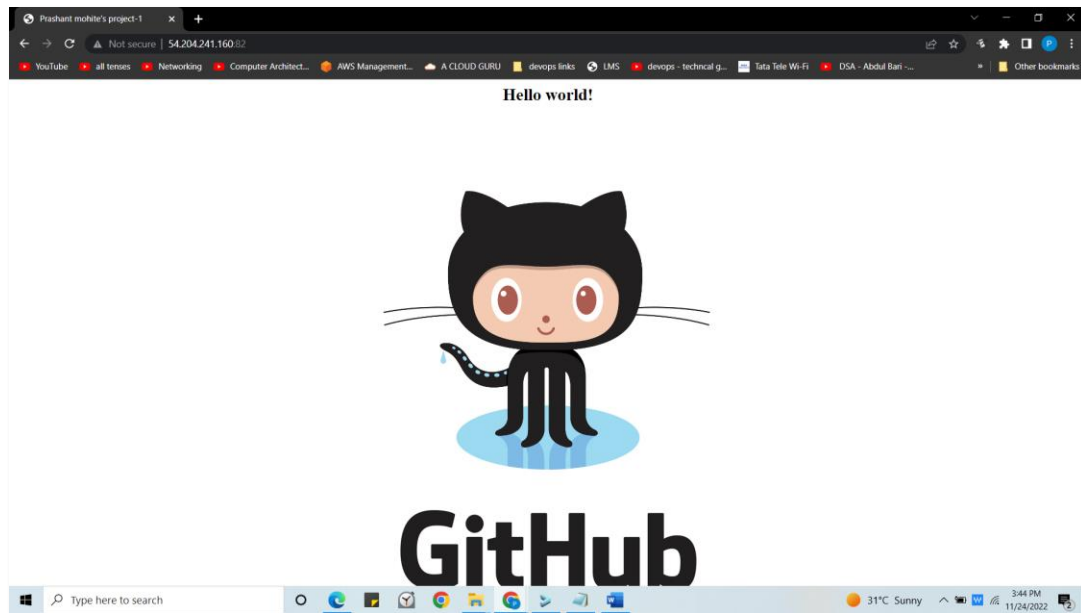 Prashant mohite's project-1
Not secure | 54.204.241.160:82
YouTube all tenses Networking Computer Architect... AWS Management... A CLOUD GURU devops links LMS devops - techncal g... Tata Tele Wi-Fi DSA - Abdul Bari -... » Other bookmarks
Hello world!
GitHub
Type here to search 31°C Sunny 3:44 PM
11/24/2022